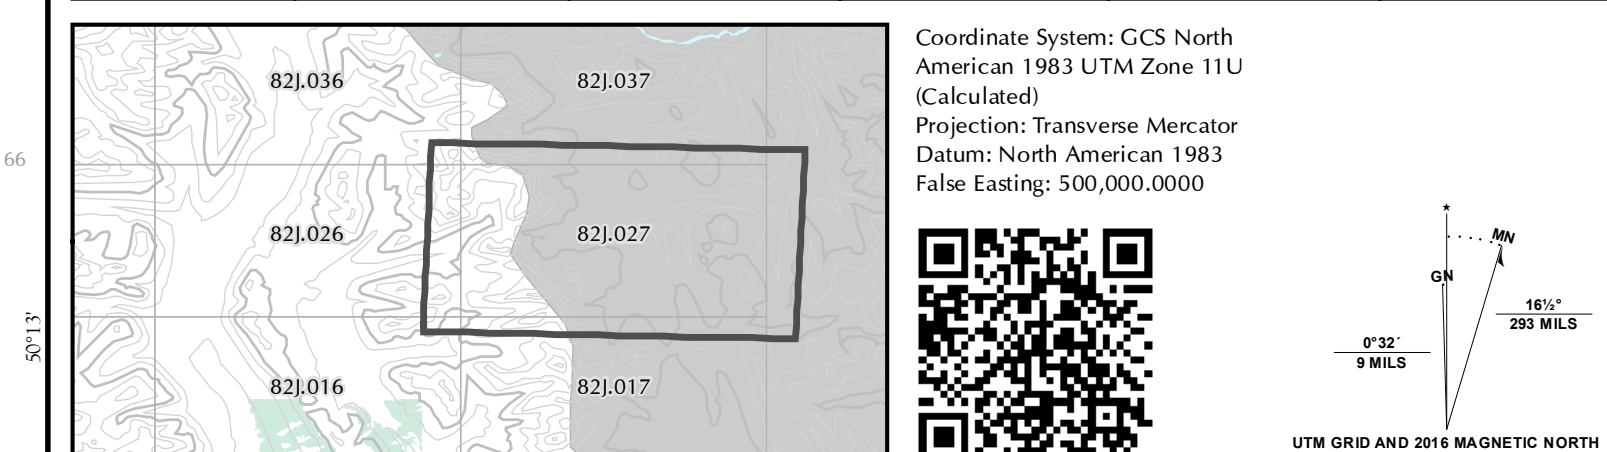 66
50°13'
82J.036
82J.037
82J.026
82J.027
82J.016
82J.017
Coordinate System: GCS North
American 1983 UTM Zone 11U
(Calculated)
Projection: Transverse Mercator
Datum: North American 1983
False Easting: 500,000.0000
MN
GN
16½°
293 MILS
0°32´
9 MILS
UTM GRID AND 2016 MAGNETIC NORTH